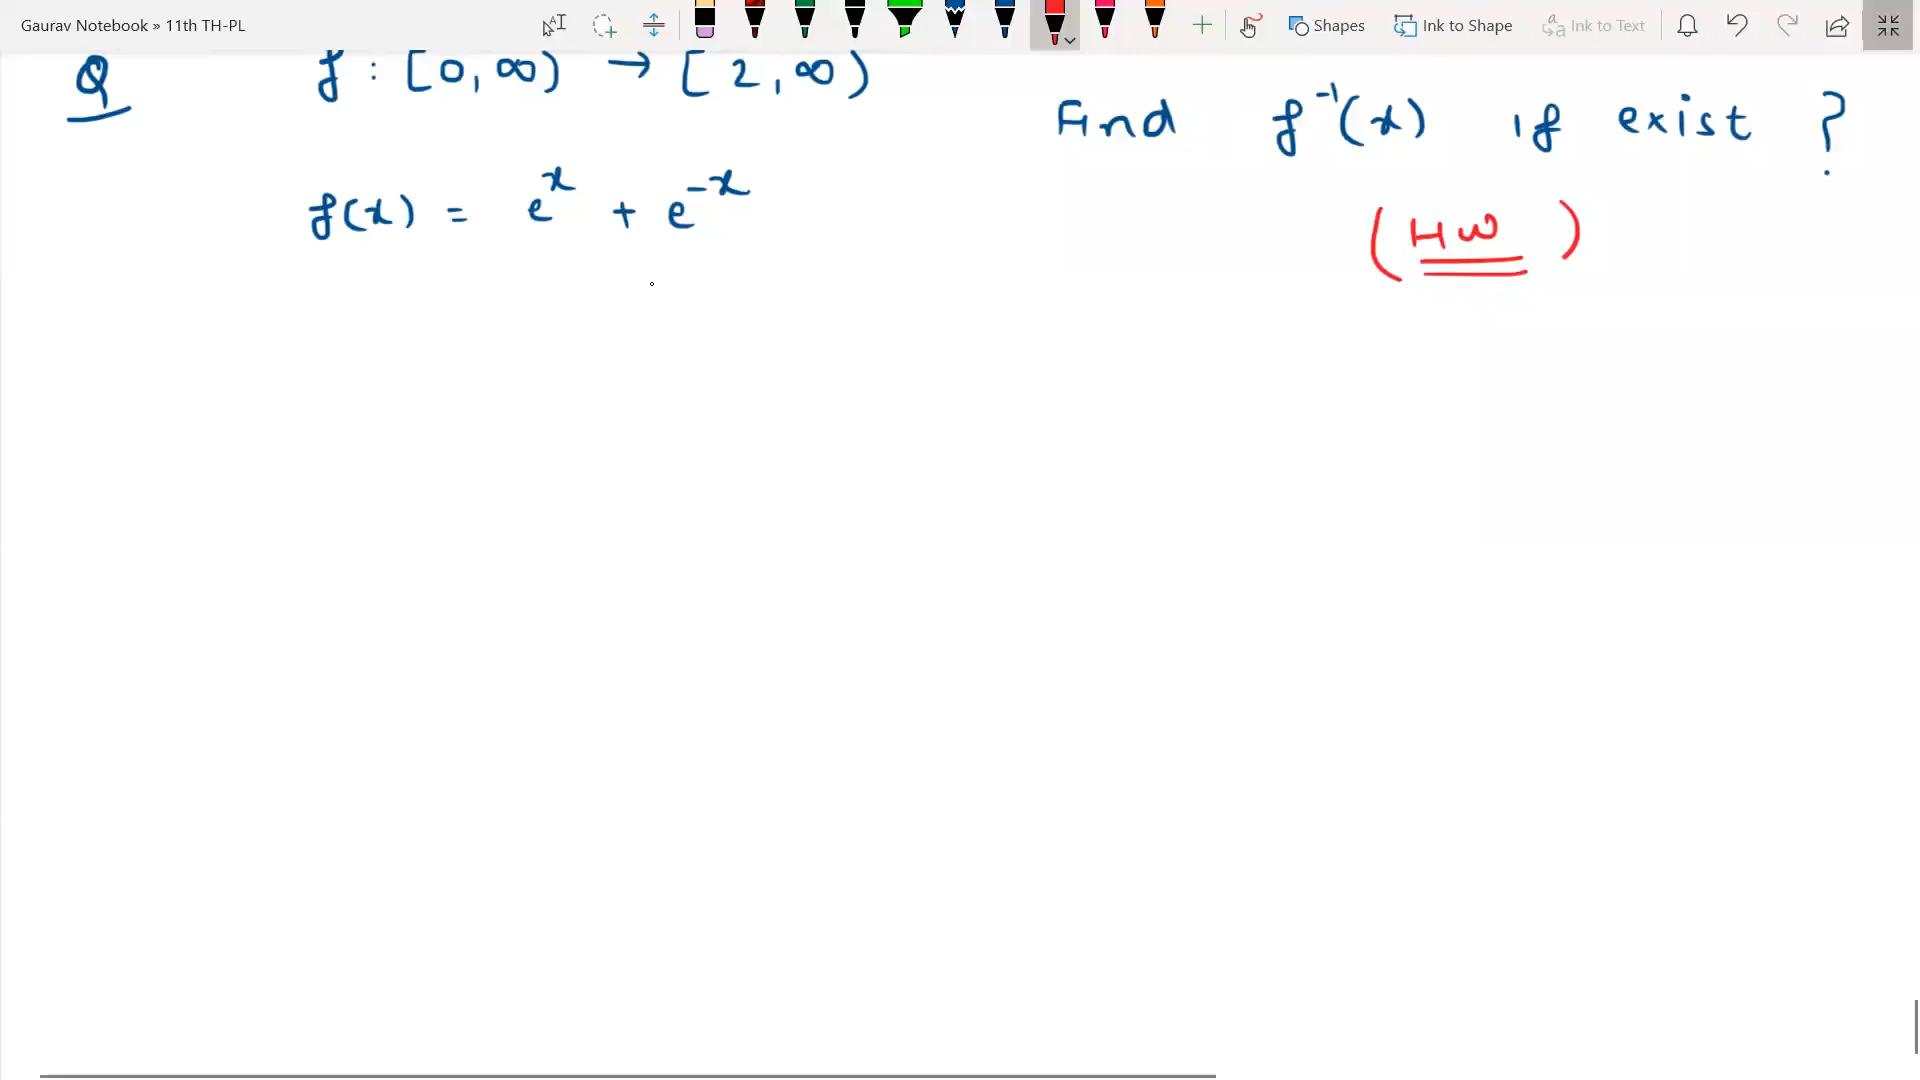 Gaurav Notebook » 11th TH-PL Shapes Ink to Shape Ink to Text
Q f : [0, ∞) → [2, ∞)
Find f⁻¹(x) if exist ?
f(x) = eˣ + e⁻ˣ
(HW)